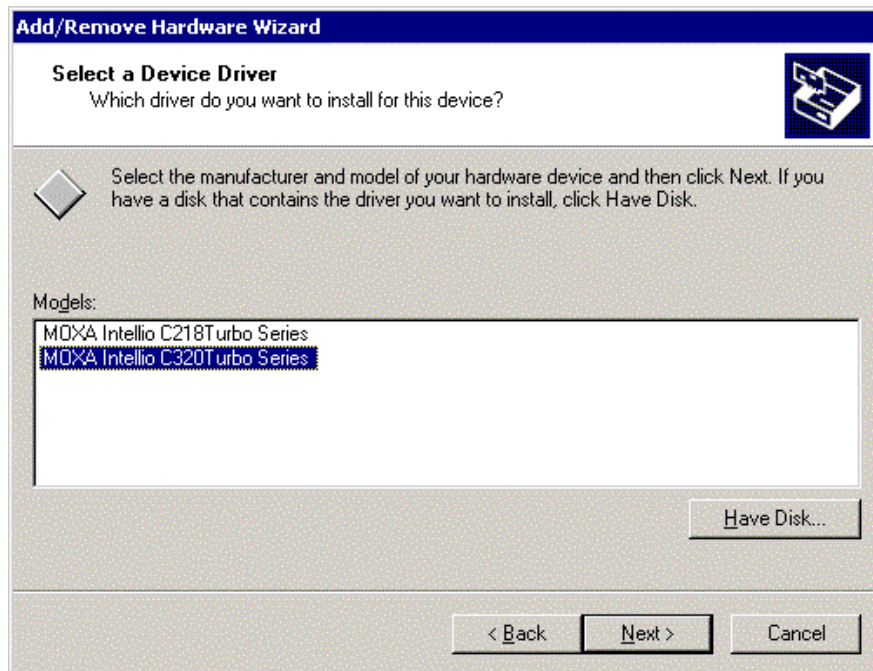 Add/Remove Hardware Wizard
Select a Device Driver
Which driver do you want to install for this device?
Select the manufacturer and model of your hardware device and then click Next. If you
have a disk that contains the driver you want to install, click Have Disk.
Models:
MOXA Intellio C218Turbo Series
MOXA Intellio C320Turbo Series
Have Disk...
< Back
Next >
Cancel